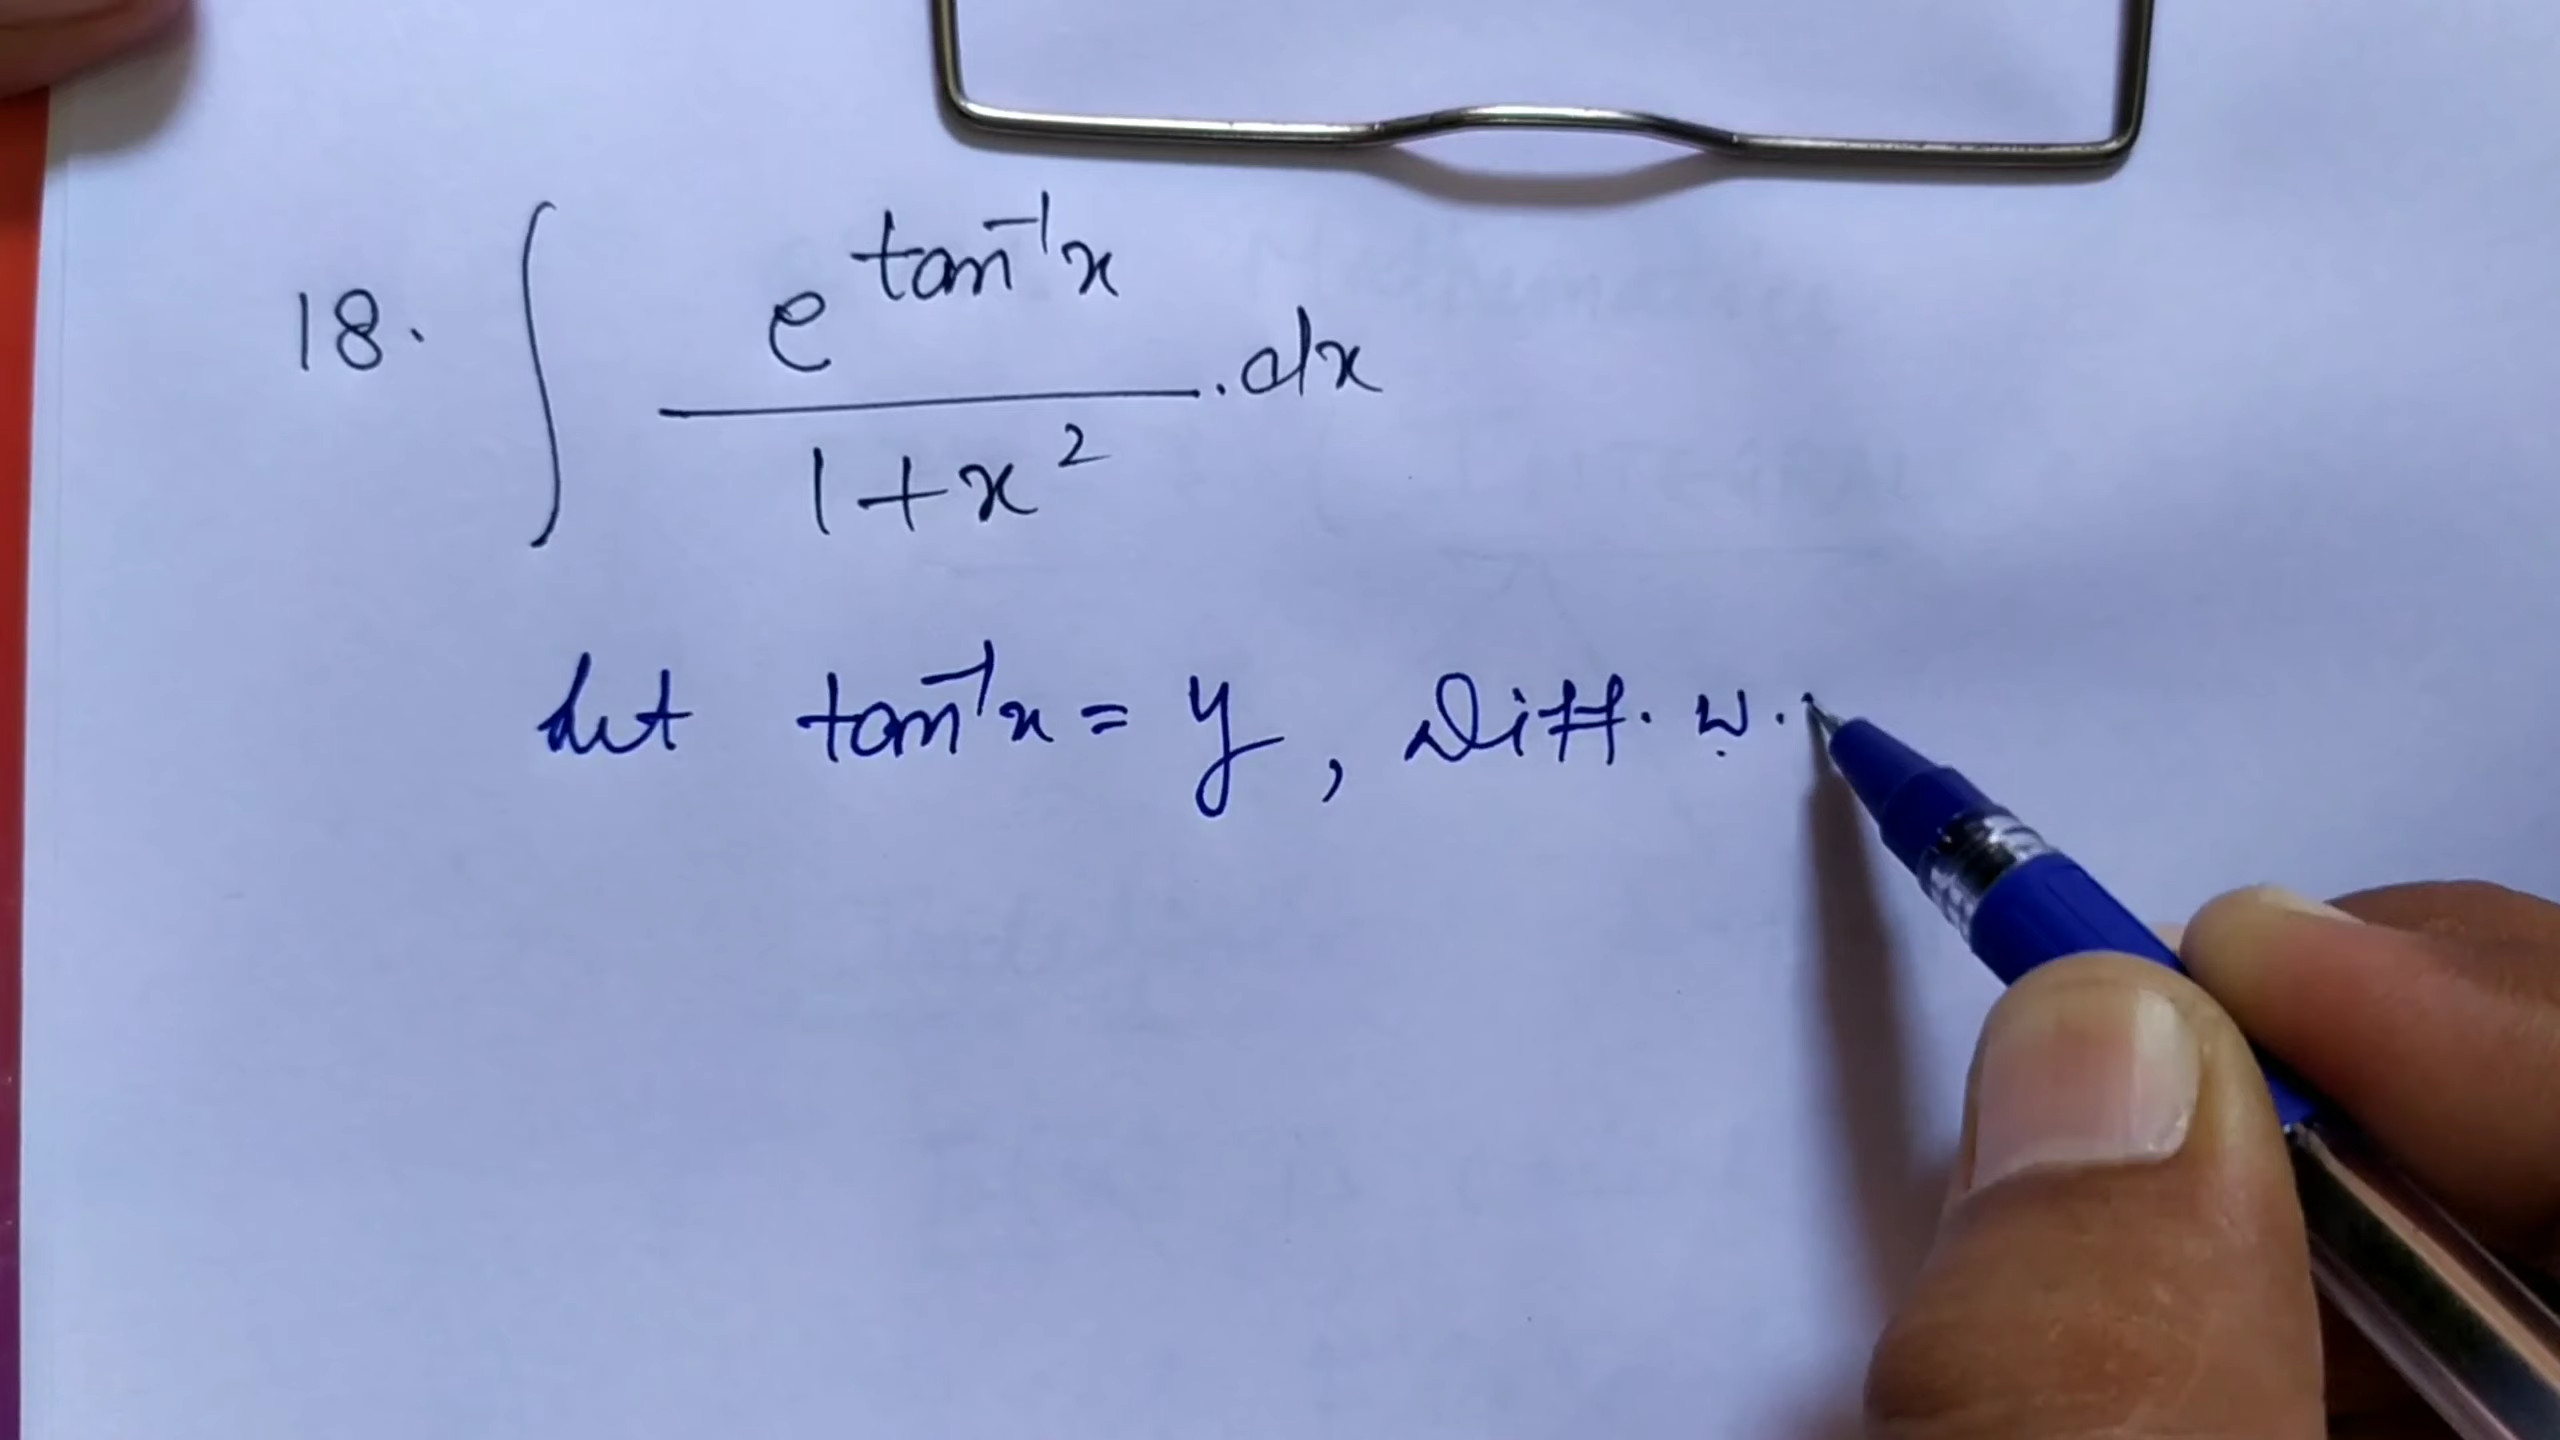 18. ∫ e^{tan⁻¹x} / 1+x² . dx
Let tan⁻¹x = y, Diff. w.